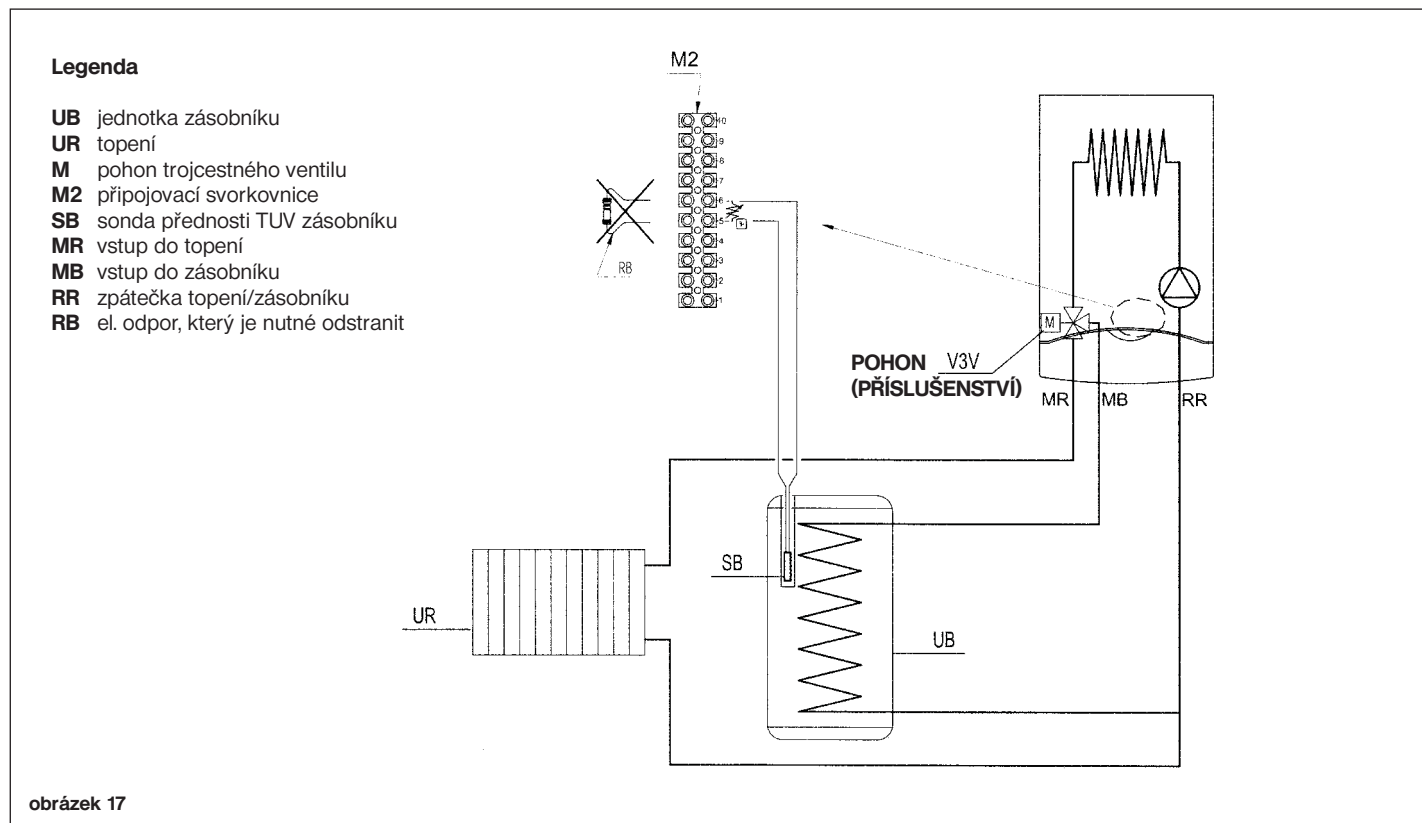 Legenda
UB jednotka zásobníku
UR topení
M pohon trojcestného ventilu
M2 připojovací svorkovnice
SB sonda přednosti TUV zásobníku
MR vstup do topení
MB vstup do zásobníku
RR zpátečka topení/zásobníku
RB el. odpor, který je nutné odstranit
M2
10
9
8
7
6
5
4
3
2
1
RB
M
POHON V3V
(PŘÍSLUŠENSTVÍ)
MR MB RR
SB
UR
UB
obrázek 17